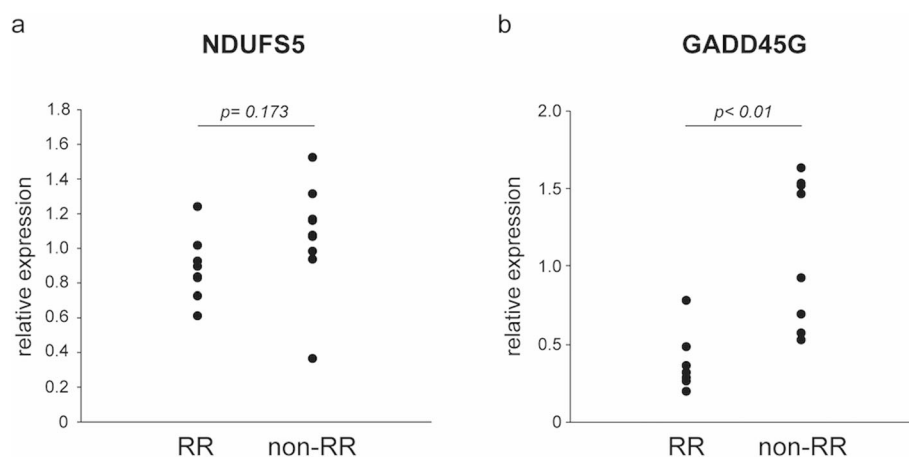 a
NDUFS5
relative expression
1.8
1.6
1.4
1.2
1.0
0.8
0.6
0.4
0.2
0
p= 0.173
RR non-RR
b
GADD45G
relative expression
2.0
1.5
1.0
0.5
0
p< 0.01
RR non-RR